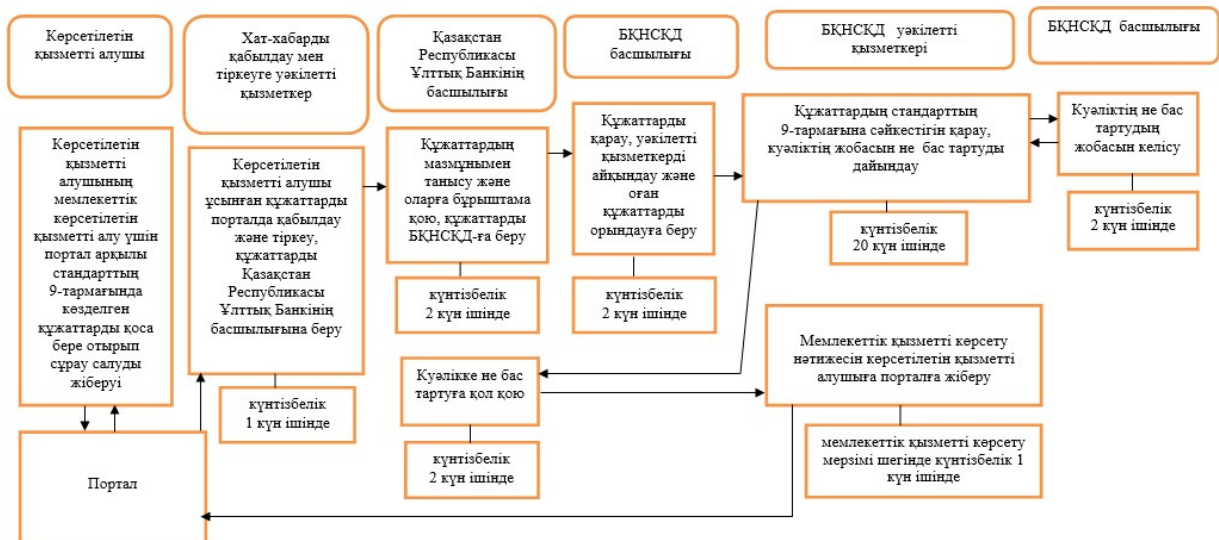 Көрсетілетін
қызметті алушы
Хат-хабарды
қабылдау мен
тіркеуге уәкілетті
қызметкер
Қазақстан
Республикасы
Ұлттық Банкінің
басшылығы
БҚНСҚД
басшылығы
БҚНСҚД уәкілетті
қызметкері
БҚНСҚД басшылығы
Көрсетілетін
қызметті
алушының
мемлекеттік
көрсетілетін
қызметті алу үшін
портал арқылы
стандарттың
9-тармағында
көзделген
құжаттарды қоса
бере отырып
сұрау салуды
жіберуі
Көрсетілетін
қызметті алушы
ұсынған құжаттарды
порталда қабылдау
және тіркеу,
құжаттарды
Қазақстан
Республикасы
Ұлттық Банкінің
басшылығына беру
күнтізбелік
1 күн ішінде
Құжаттардың
мазмұнымен
танысу және
оларға бұрыштама
қою, құжаттарды
БҚНСҚД-ға беру
күнтізбелік
2 күн ішінде
Құжаттарды
қарау, уәкілетті
қызметкерді
айқындау және
оған
құжаттарды
орындауға беру
күнтізбелік
2 күн ішінде
Құжаттардың стандарттың
9-тармағына сәйкестігін қарау,
куәліктің жобасын не бас тартуды
дайындау
күнтізбелік
20 күн ішінде
Куәліктің не бас
тартудың
жобасын келісу
күнтізбелік
2 күн ішінде
Куәлікке не бас
тартуға қол қою
күнтізбелік
2 күн ішінде
Мемлекеттік қызметті көрсету
нәтижесін көрсетілетін қызметті
алушыға порталға жіберу
мемлекеттік қызметті көрсету
мерзімі шегінде күнтізбелік 1
күн ішінде
Портал